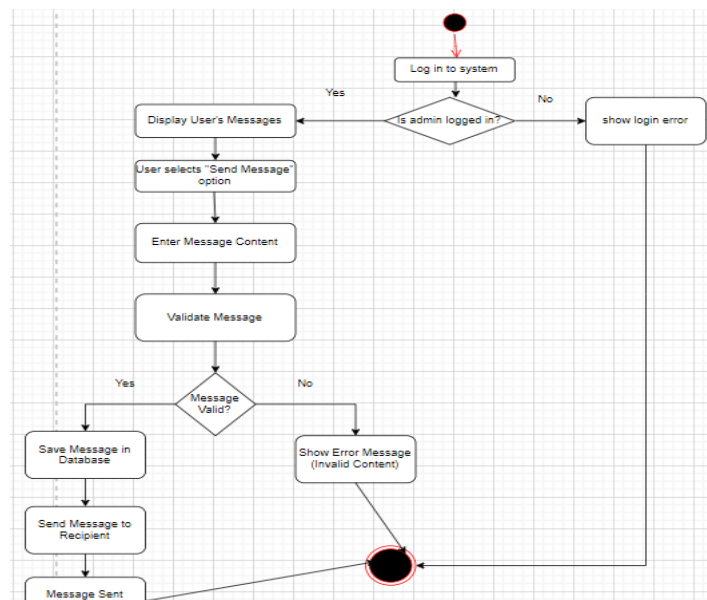 Log in to system
Yes
No
Display User's Messages
Is admin logged in?
show login error
User selects "Send Message"
option
Enter Message Content
Validate Message
Yes
No
Message
Valid?
Save Message in
Database
Show Error Message
(Invalid Content)
Send Message to
Recipient
Message Sent